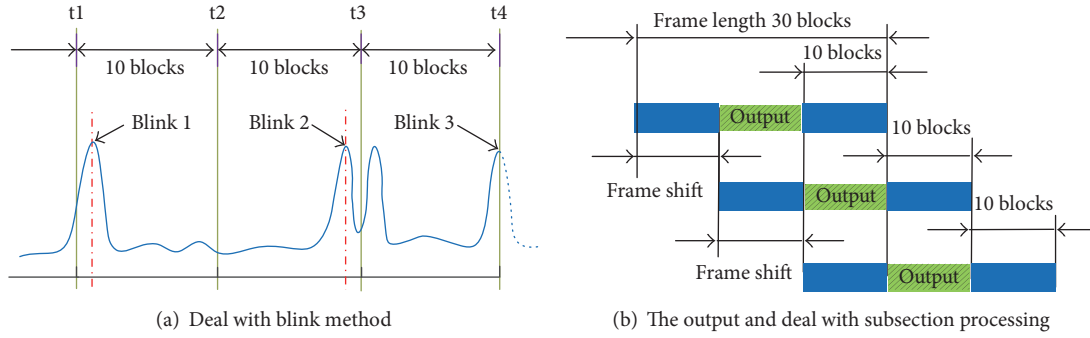 t1
t2
t3
t4
10 blocks
10 blocks
10 blocks
Blink 1
Blink 2
Blink 3
(a) Deal with blink method
Frame length 30 blocks
10 blocks
Output
10 blocks
Frame shift
Output
10 blocks
Frame shift
Output
(b) The output and deal with subsection processing